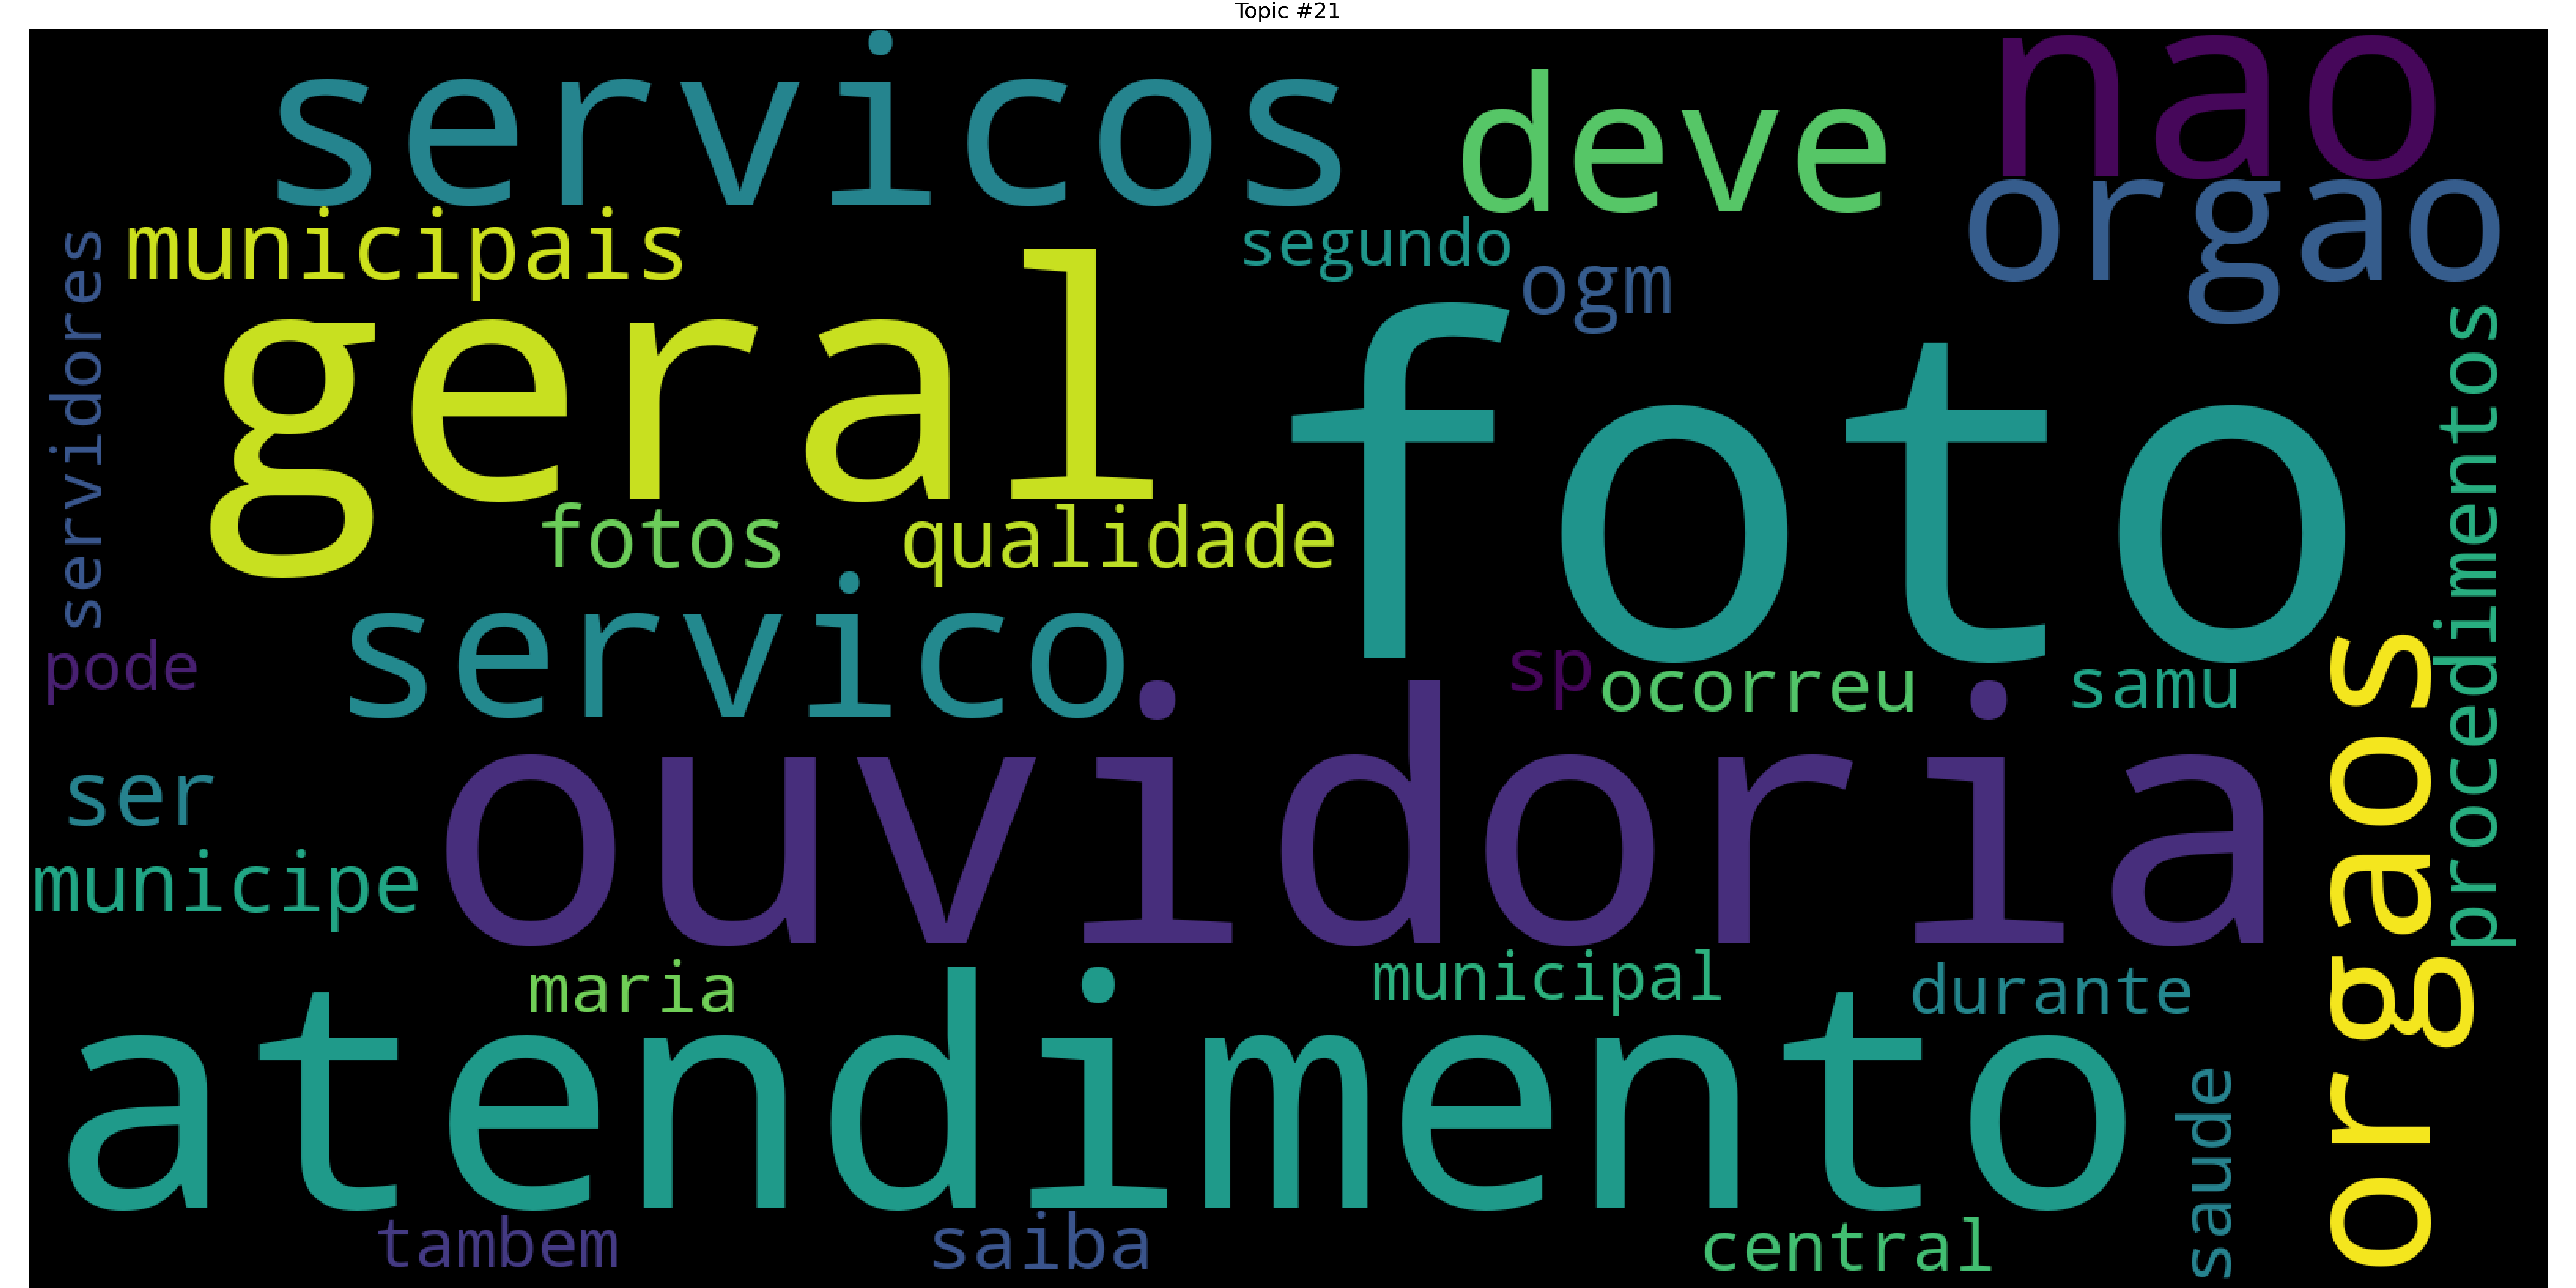 Topic #21
servicos
deve
nao
orgao
municipais
segundo
ogm
servidores
geral
foto
procedimentos
fotos
qualidade
servico
pode
sp
ocorreu
samu
orgaos
ser
ouvidoria
municipe
maria
municipal
durante
atendimento
saude
tambem
saiba
central